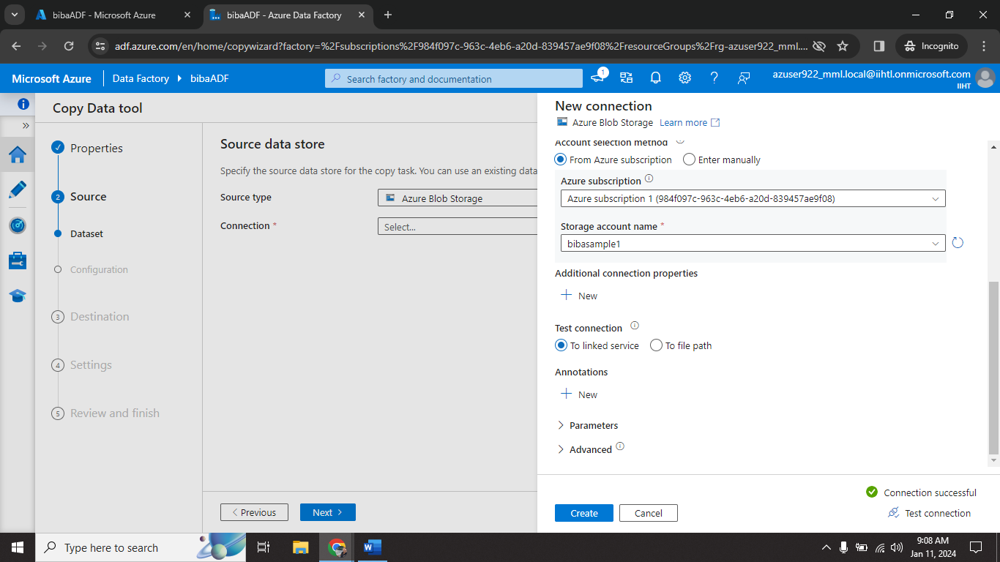 bibaADF - Microsoft Azure
bibaADF - Azure Data Factory
adf.azure.com/en/home/copywizard?factory=%2Fsubscriptions%2F984f097c-963c-4eb6-a20d-839457ae9f08%2FresourceGroups%2Frg-azuser922_mml....
Incognito
Microsoft Azure
Data Factory
bibaADF
Search factory and documentation
1
azuser922_mml.local@iihtl.onmicrosoft.com
IIHT
Copy Data tool
Properties
2
Source
Dataset
Configuration
3
Destination
4
Settings
5
Review and finish
Source data store
Specify the source data store for the copy task. You can use an existing data
Source type
Azure Blob Storage
Connection *
Select...
Previous
Next
New connection
Azure Blob Storage
Learn more
Account selection method
From Azure subscription
Enter manually
Azure subscription
Azure subscription 1 (984f097c-963c-4eb6-a20d-839457ae9f08)
Storage account name *
bibasample1
Additional connection properties
New
Test connection
To linked service
To file path
Annotations
New
Parameters
Advanced
Connection successful
Create
Cancel
Test connection
Type here to search
9:08 AM
Jan 11, 2024